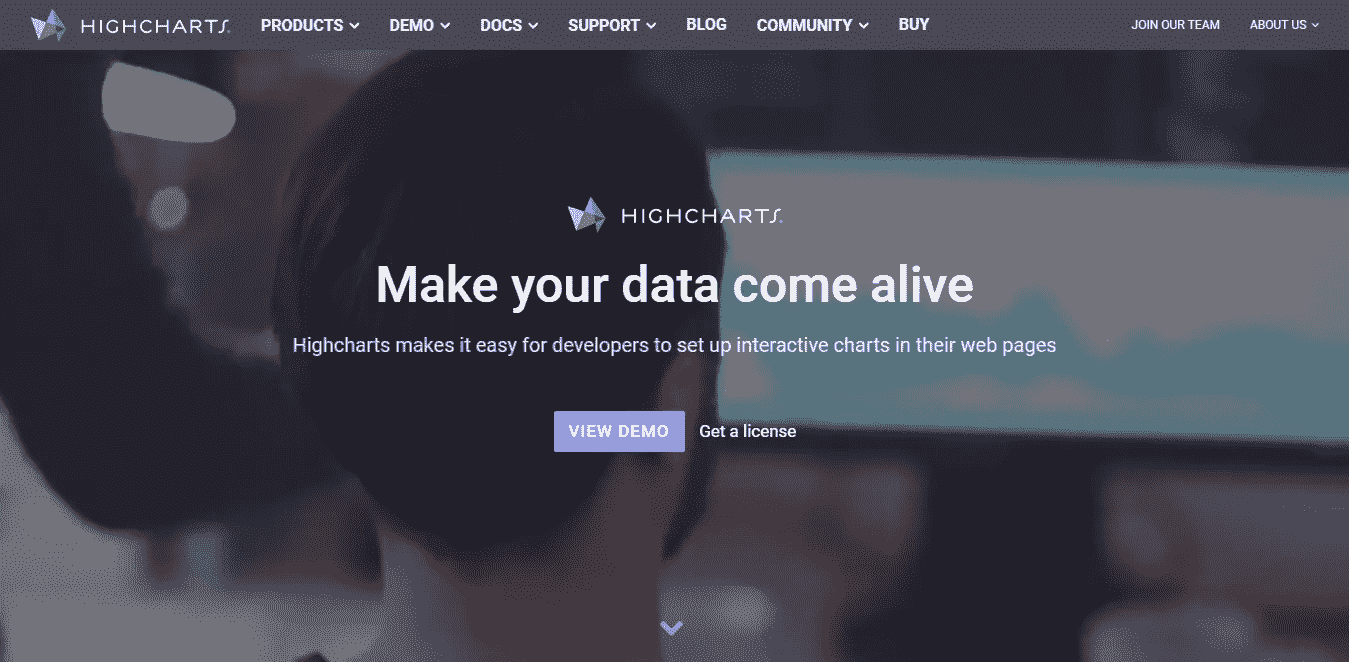 HIGHCHARTS. PRODUCTS DEMO DOCS SUPPORT BLOG COMMUNITY BUY JOIN OUR TEAM ABOUT US
HIGHCHARTS.
Make your data come alive
Highcharts makes it easy for developers to set up interactive charts in their web pages
VIEW DEMO Get a license